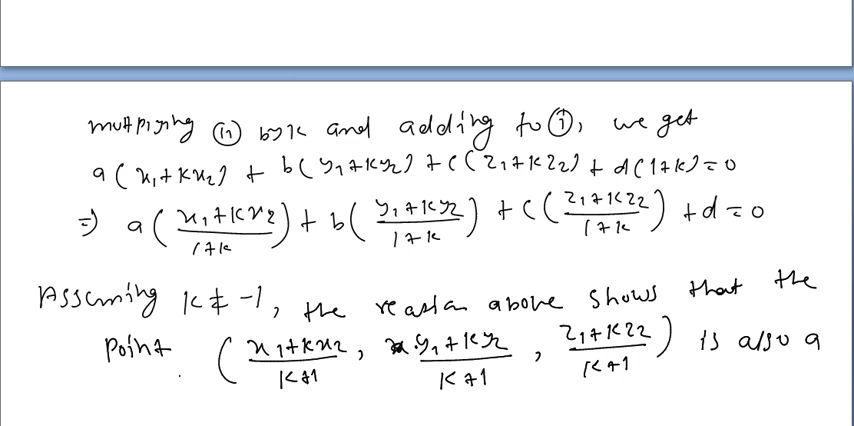 multiplying (ii) by k and adding to (i), we get
a(x₁+kx₂) + b(y₁+ky₂) + c(z₁+kz₂) + d(1+k) = 0
⇒ a((x₁+kx₂)/(1+k)) + b((y₁+ky₂)/(1+k)) + c((z₁+kz₂)/(1+k)) + d = 0
Assuming k ≠ -1, the relation above shows that the
point ((x₁+kx₂)/(k+1), (y₁+ky₂)/(k+1), (z₁+kz₂)/(k+1)) is also a